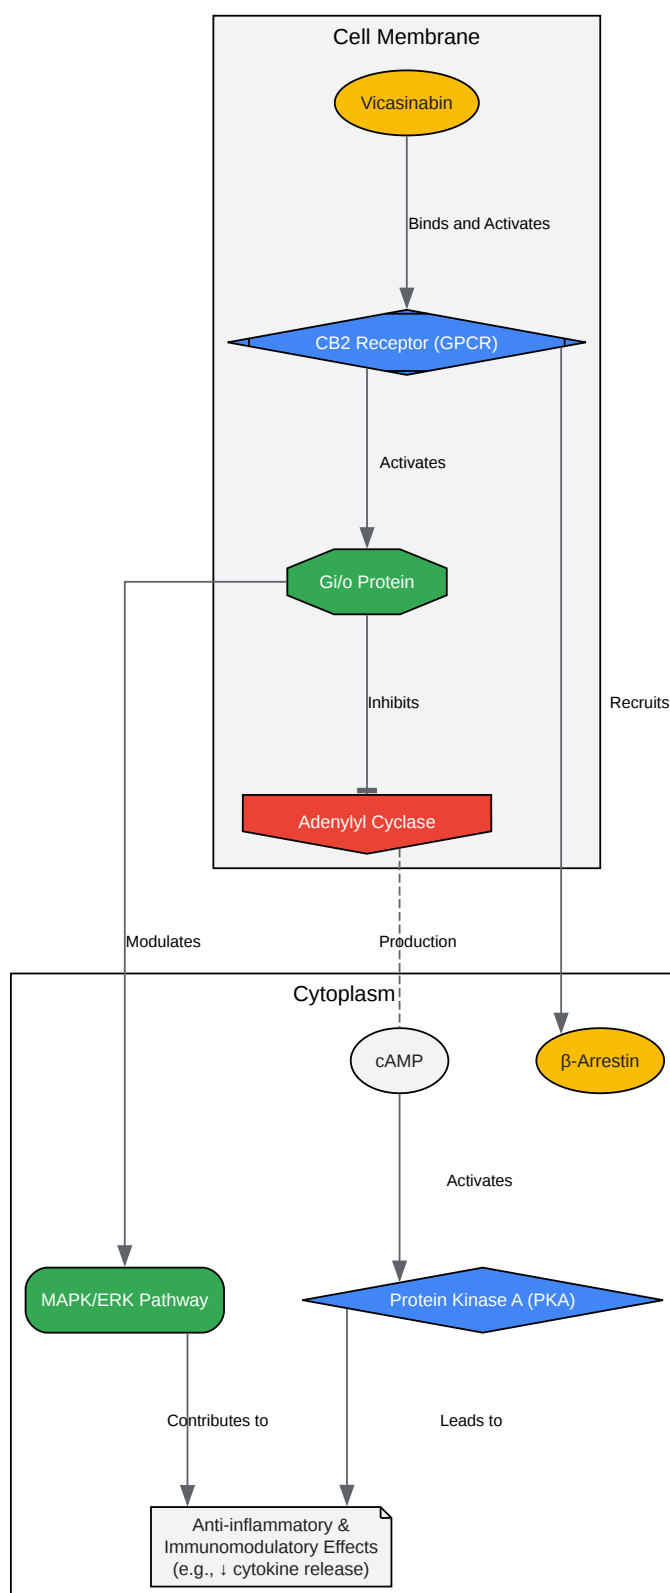 Cell Membrane
Vicasinabin
Binds and Activates
CB2 Receptor (GPCR)
Activates
Gi/o Protein
Inhibits
Recruits
Adenylyl Cyclase
Modulates
Production
Cytoplasm
cAMP
β-Arrestin
Activates
MAPK/ERK Pathway
Protein Kinase A (PKA)
Contributes to
Leads to
Anti-inflammatory &
Immunomodulatory Effects
(e.g., ↓ cytokine release)